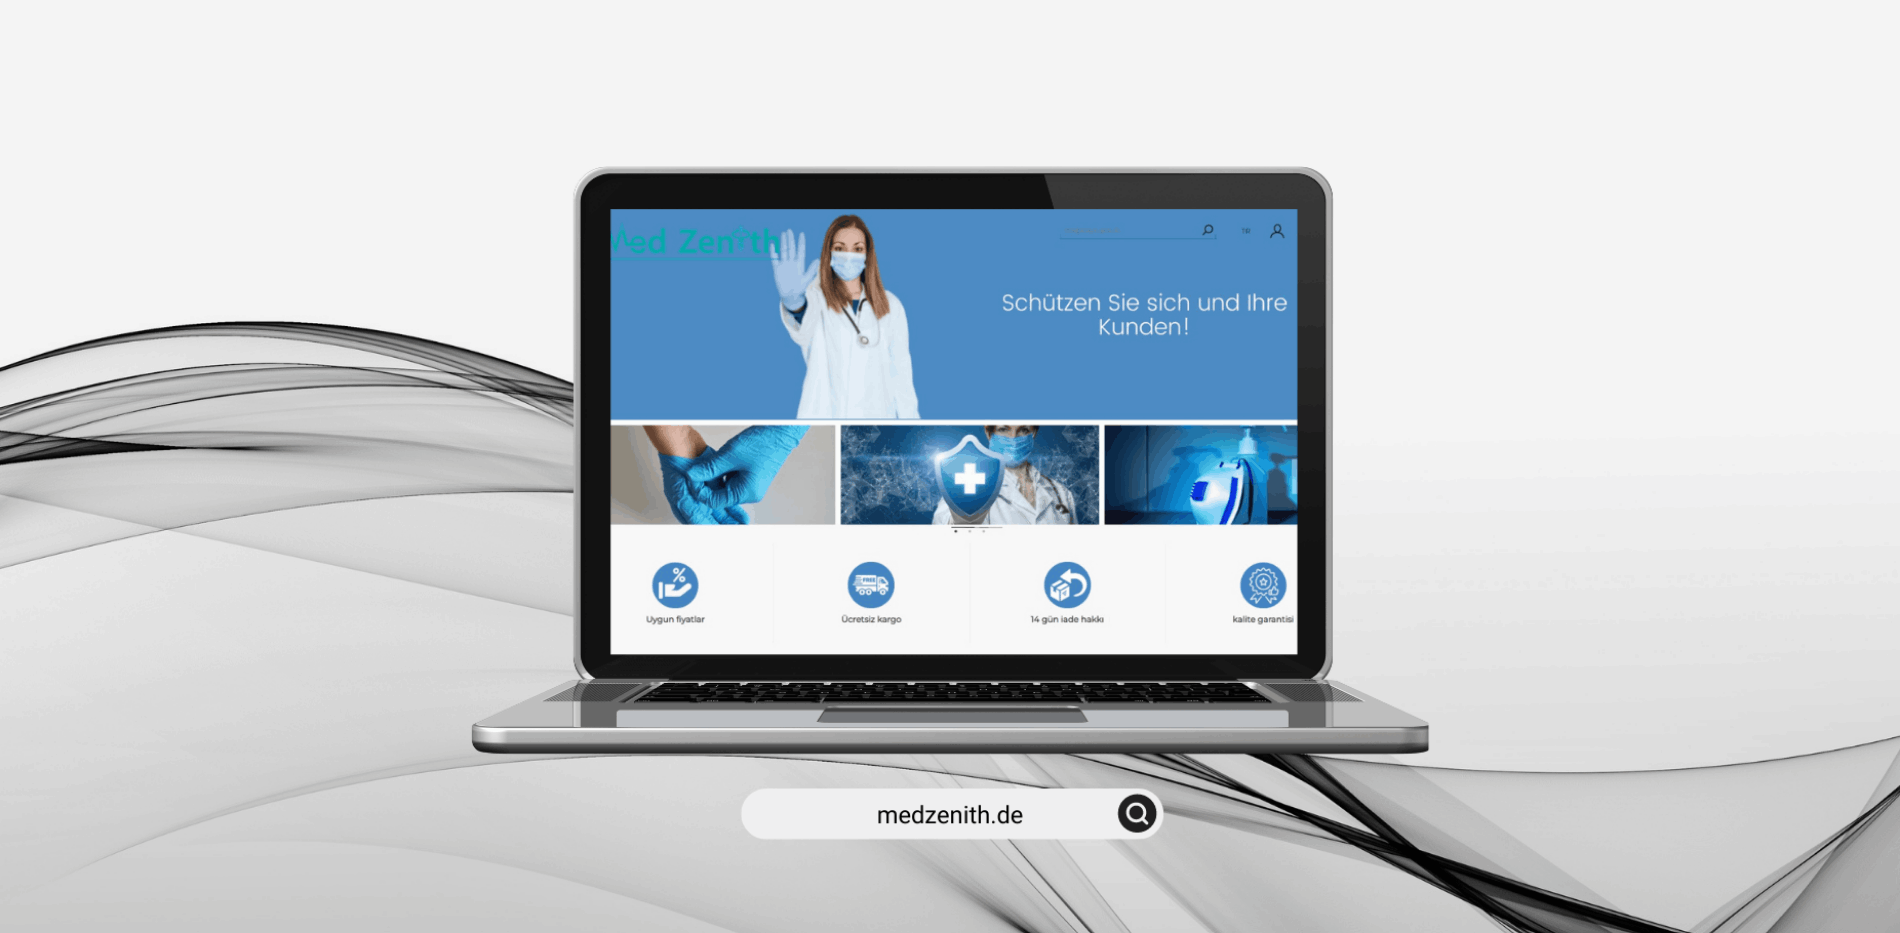 Med Zenith
TR
Schützen Sie sich und Ihre
Kunden!
FREE
Uygun fiyatlar
Ücretsiz kargo
14 gün iade hakkı
kalite garantisi
medzenith.de